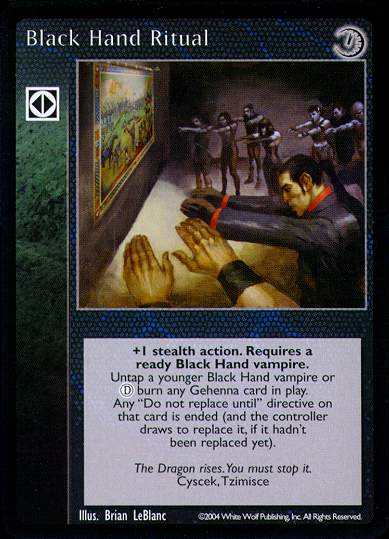 Black Hand Ritual
+1 stealth action. Requires a
ready Black Hand vampire.
Untap a younger Black Hand vampire or
Ⓓ burn any Gehenna card in play.
Any “Do not replace until” directive on
that card is ended (and the controller
draws to replace it, if it hadn't
been replaced yet).
The Dragon rises. You must stop it.
Cyscek, Tzimisce
Illus. Brian LeBlanc ©2004 White Wolf Publishing, Inc. All Rights Reserved.